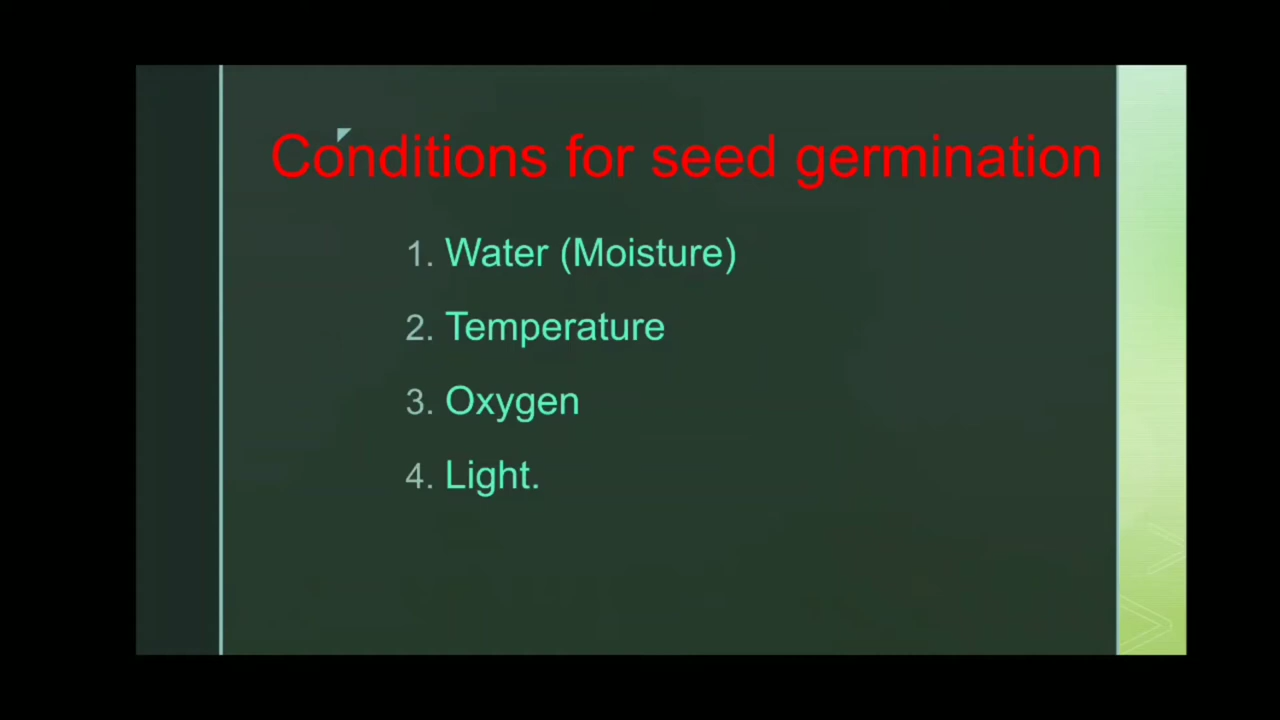 Conditions for seed germination
1. Water (Moisture)
2. Temperature
3. Oxygen
4. Light.